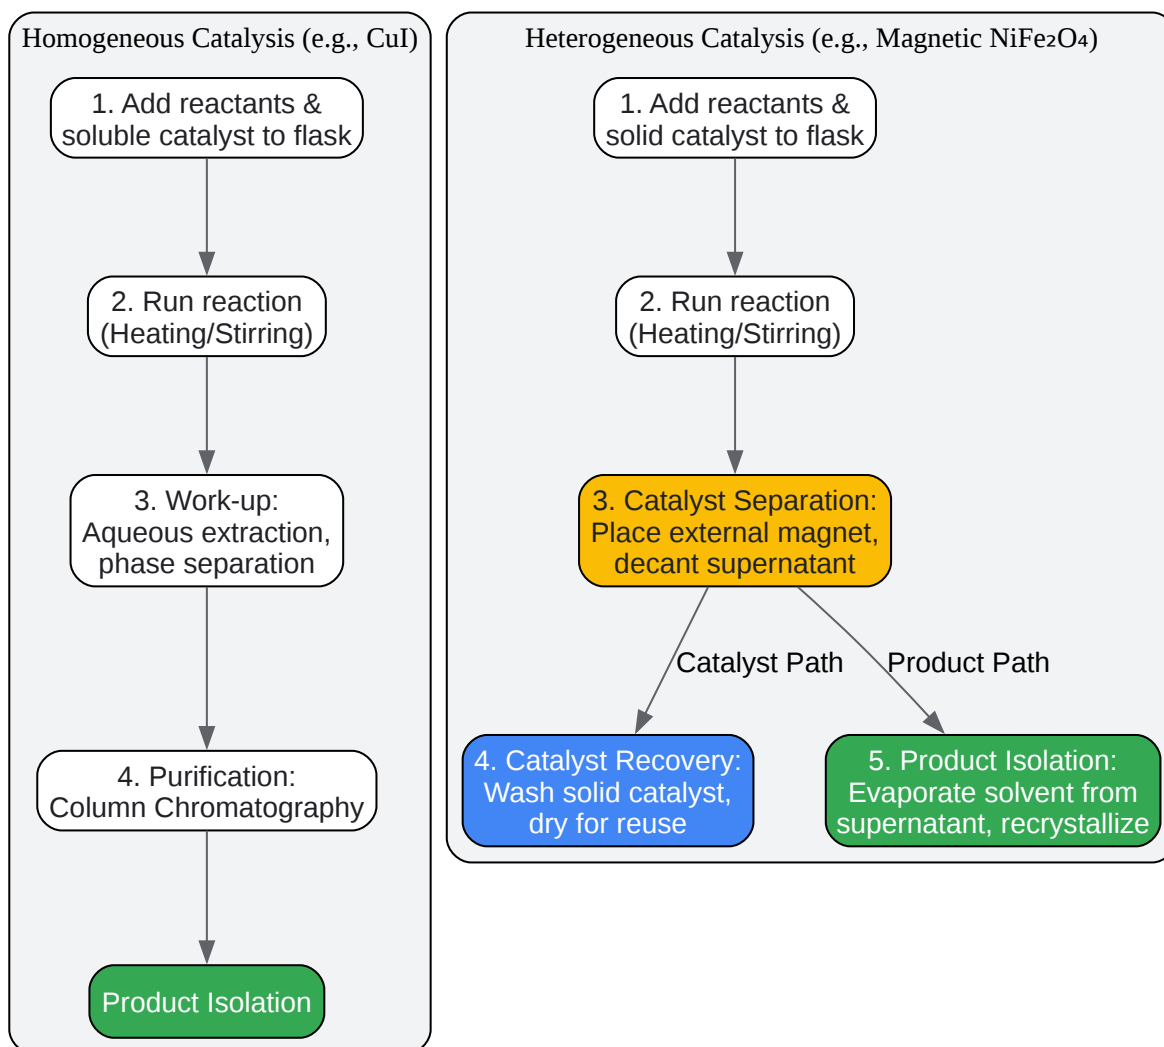 Homogeneous Catalysis (e.g., CuI)
1. Add reactants &
soluble catalyst to flask
2. Run reaction
(Heating/Stirring)
3. Work-up:
Aqueous extraction,
phase separation
4. Purification:
Column Chromatography
Product Isolation
Heterogeneous Catalysis (e.g., Magnetic NiFe₂O₄)
1. Add reactants &
solid catalyst to flask
2. Run reaction
(Heating/Stirring)
3. Catalyst Separation:
Place external magnet,
decant supernatant
Catalyst Path
Product Path
4. Catalyst Recovery:
Wash solid catalyst,
dry for reuse
5. Product Isolation:
Evaporate solvent from
supernatant, recrystallize